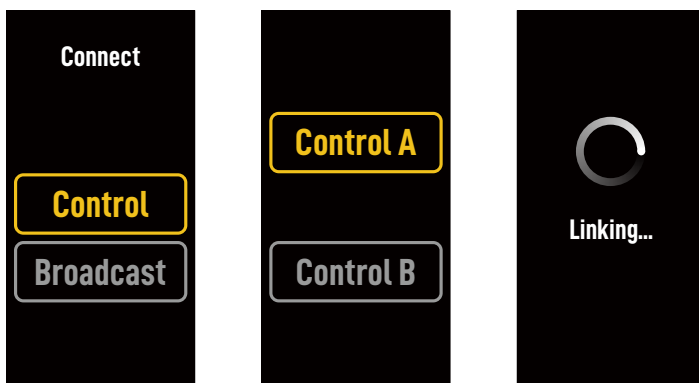 Connect
Control
Broadcast
Control A
Control B
Linking...